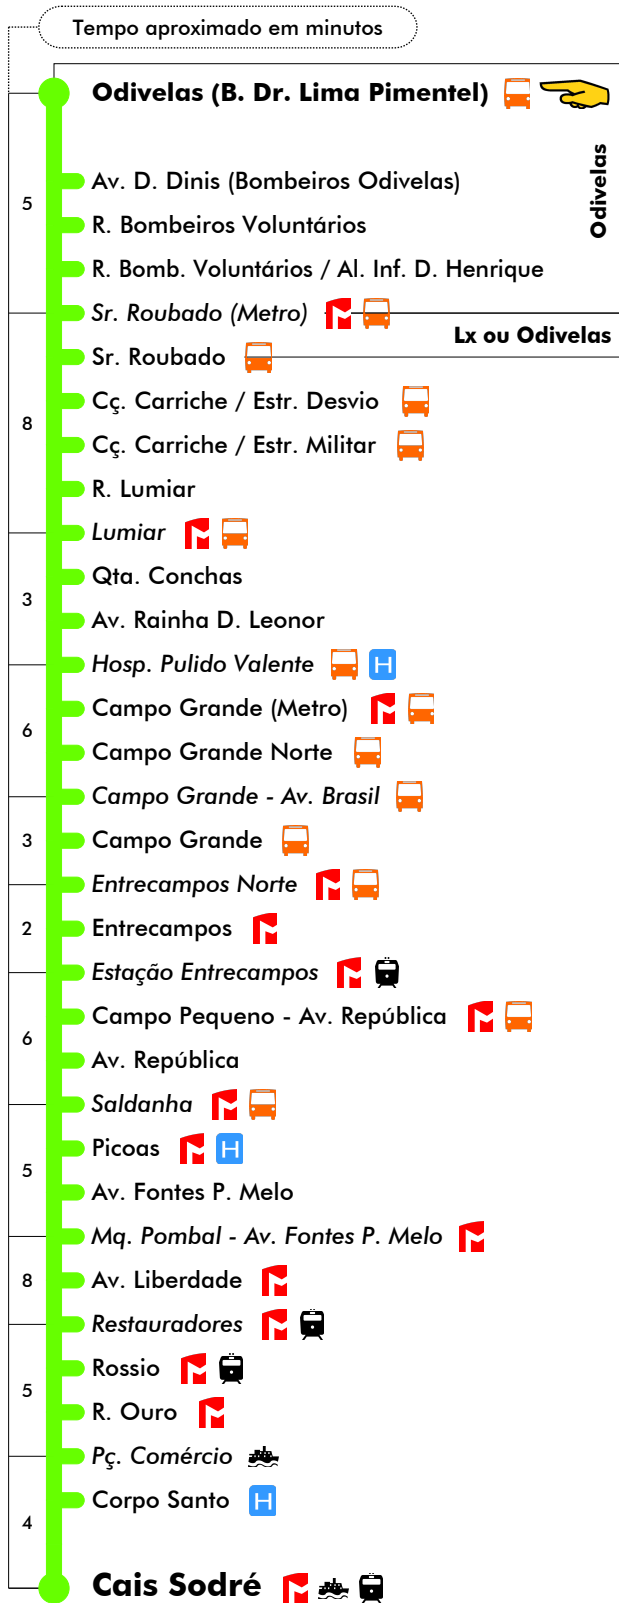 Tempo aproximado em minutos
Odivelas (B. Dr. Lima Pimentel)
Odivelas
5
Av. D. Dinis (Bombeiros Odivelas)
R. Bombeiros Voluntários
R. Bomb. Voluntários / Al. Inf. D. Henrique
Sr. Roubado (Metro)
Lx ou Odivelas
Sr. Roubado
8
Cç. Carriche / Estr. Desvio
Cç. Carriche / Estr. Militar
R. Lumiar
Lumiar
Qta. Conchas
3
Av. Rainha D. Leonor
Hosp. Pulido Valente
H
Campo Grande (Metro)
6
Campo Grande Norte
Campo Grande - Av. Brasil
3
Campo Grande
Entrecampos Norte
2
Entrecampos
Estação Entrecampos
Campo Pequeno - Av. República
6
Av. República
Saldanha
Picoas
H
5
Av. Fontes P. Melo
Mq. Pombal - Av. Fontes P. Melo
8
Av. Liberdade
Restauradores
Rossio
5
R. Ouro
Pç. Comércio
Corpo Santo
H
4
Cais Sodré